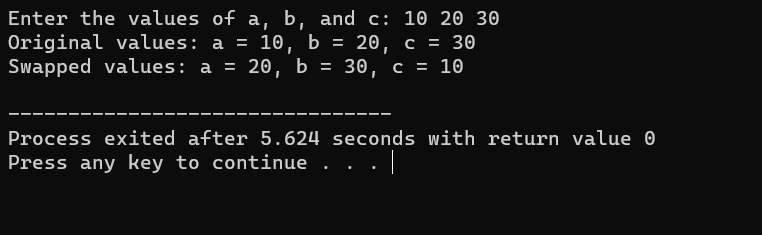 Enter the values of a, b, and c: 10 20 30
Original values: a = 10, b = 20, c = 30
Swapped values: a = 20, b = 30, c = 10
--------------------------------
Process exited after 5.624 seconds with return value 0
Press any key to continue . . .